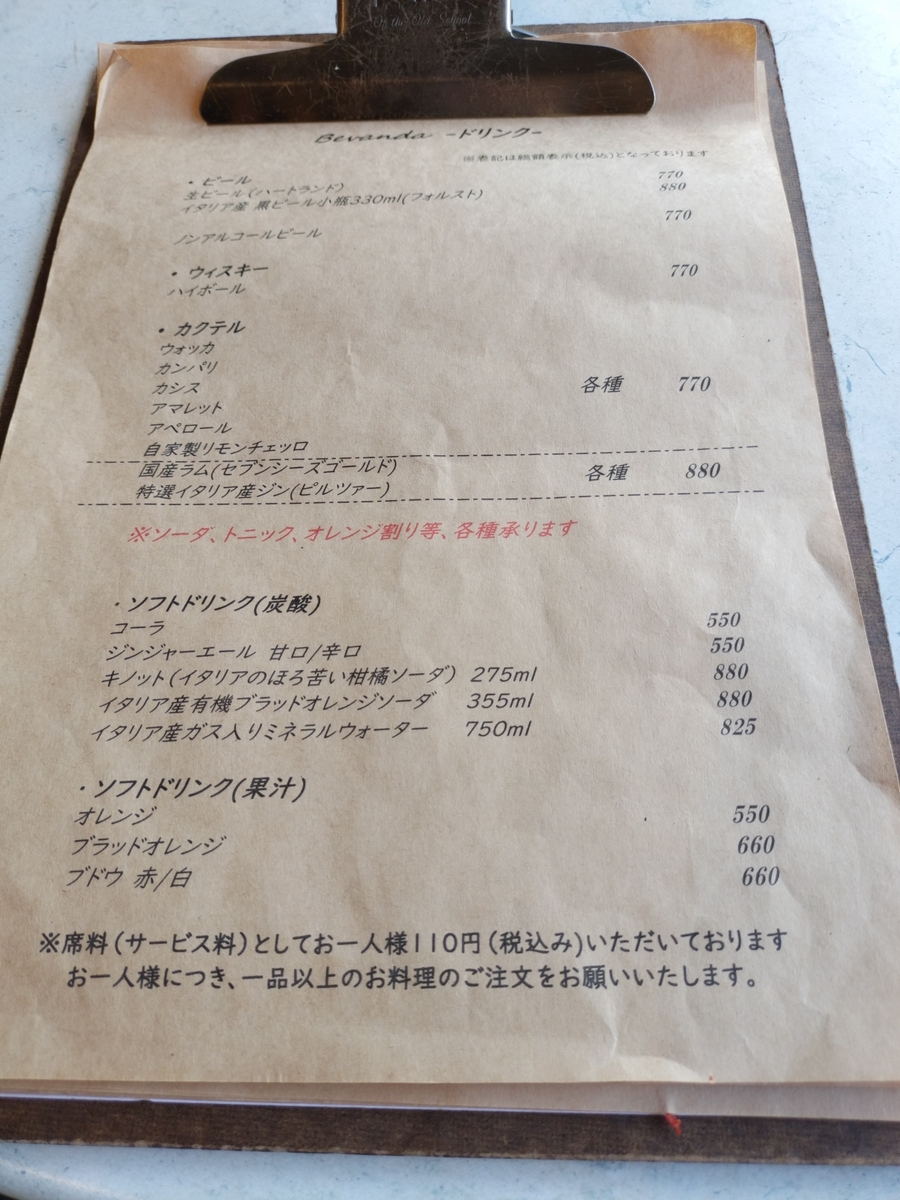 Of the Old School
Bevanda -ドリンク-
※表記は総額表示(税込)となっております
・ビール
生ビール(ハートランド) 770
イタリア産 黒ビール小瓶330ml(フォルスト) 880
ノンアルコールビール 770
・ウィスキー
ハイボール 770
・カクテル
ウォッカ
カンパリ
カシス 各種 770
アマレット
アペロール
自家製リモンチェッロ
国産ラム(セブンシーズゴールド) 各種 880
特選イタリア産ジン(ピルツァー)
※ソーダ、トニック、オレンジ割り等、各種承ります
・ソフトドリンク(炭酸)
コーラ 550
ジンジャーエール 甘口/辛口 550
キノット(イタリアのほろ苦い柑橘ソーダ) 275ml 880
イタリア産有機ブラッドオレンジソーダ 355ml 880
イタリア産ガス入りミネラルウォーター 750ml 825
・ソフトドリンク(果汁)
オレンジ 550
ブラッドオレンジ 660
ブドウ 赤/白 660
※席料(サービス料)としてお一人様110円(税込み)いただいております
お一人様につき、一品以上のお料理のご注文をお願いいたします。